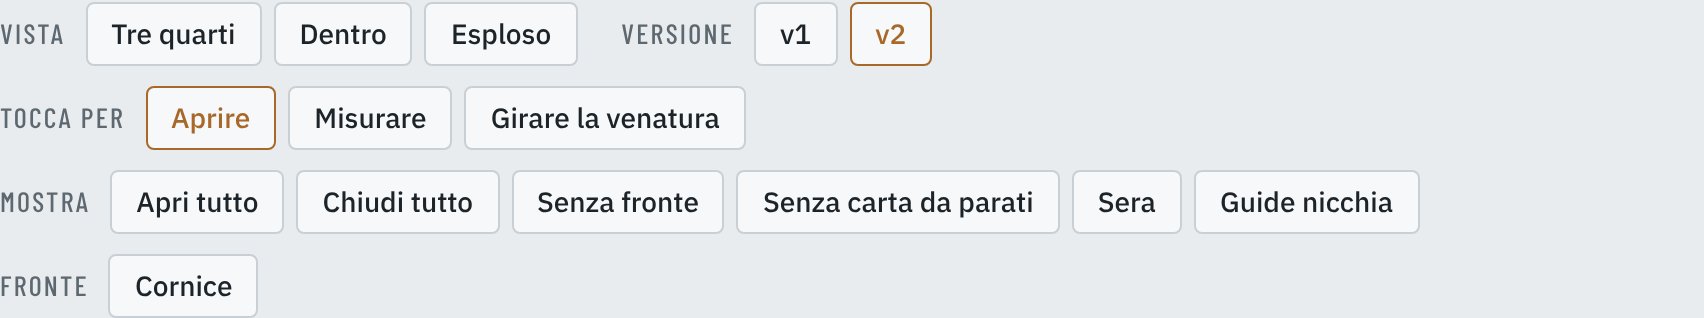 VISTA Tre quarti Dentro Esploso VERSIONE v1 v2
TOCCA PER Aprire Misurare Girare la venatura
MOSTRA Apri tutto Chiudi tutto Senza fronte Senza carta da parati Sera Guide nicchia
FRONTE Cornice